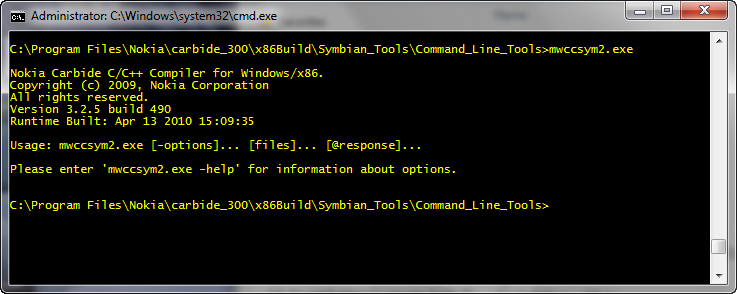 Administrator: C:\Windows\system32\cmd.exe
C:\Program Files\Nokia\carbide_300\x86Build\Symbian_Tools\Command_Line_Tools>mwccsym2.exe
Nokia Carbide C/C++ Compiler for Windows/x86.
Copyright (c) 2009, Nokia Corporation
All rights reserved.
Version 3.2.5 build 490
Runtime Built: Apr 13 2010 15:09:35
Usage: mwccsym2.exe [-options]... [files]... [@response]...
Please enter 'mwccsym2.exe -help' for information about options.
C:\Program Files\Nokia\carbide_300\x86Build\Symbian_Tools\Command_Line_Tools>